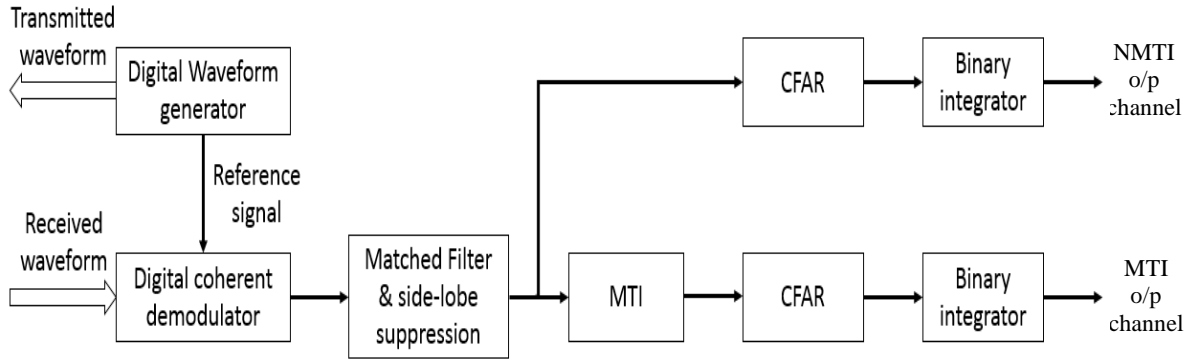 Transmitted
waveform
Digital Waveform
generator
Reference
signal
Received
waveform
Digital coherent
demodulator
Matched Filter
& side-lobe
suppression
CFAR
Binary
integrator
NMTI
o/p
channel
MTI
CFAR
Binary
integrator
MTI
o/p
channel